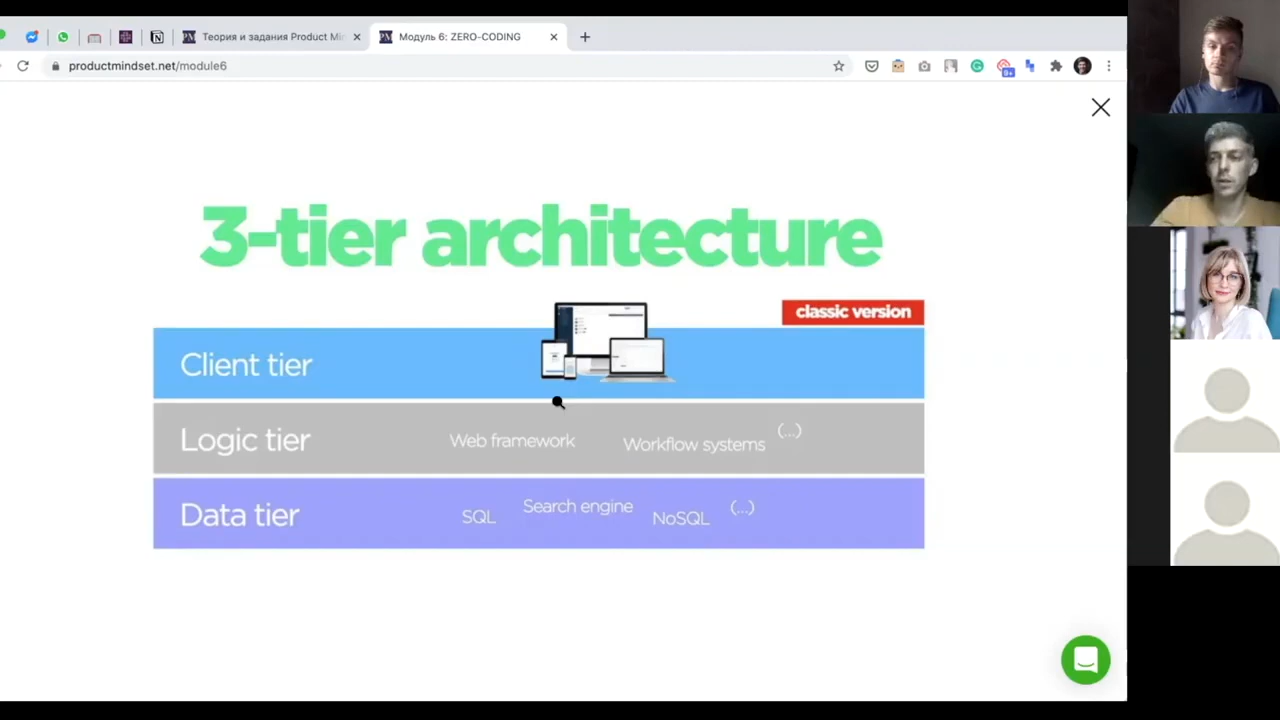 Теория и задания Product Mi
Модуль 6: ZERO-CODING
productmindset.net/module6
3-tier architecture
classic version
Client tier
Logic tier
Web framework
Workflow systems
(...)
Data tier
SQL
Search engine
NoSQL
(...)